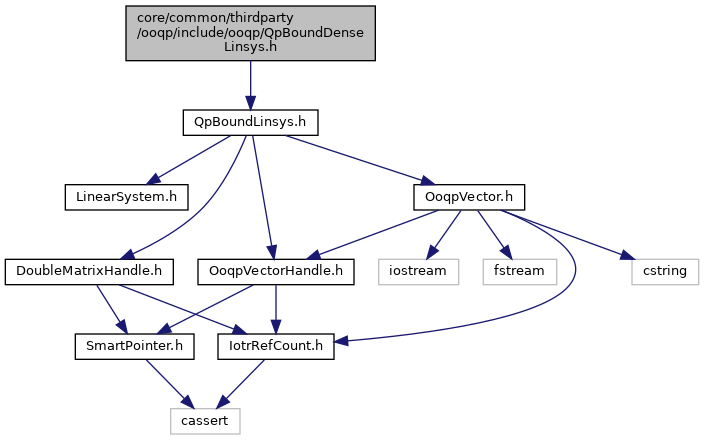 core/common/thirdparty
/ooqp/include/ooqp/QpBoundDense
Linsys.h
QpBoundLinsys.h
LinearSystem.h
OoqpVector.h
DoubleMatrixHandle.h
OoqpVectorHandle.h
iostream
fstream
cstring
SmartPointer.h
IotrRefCount.h
cassert